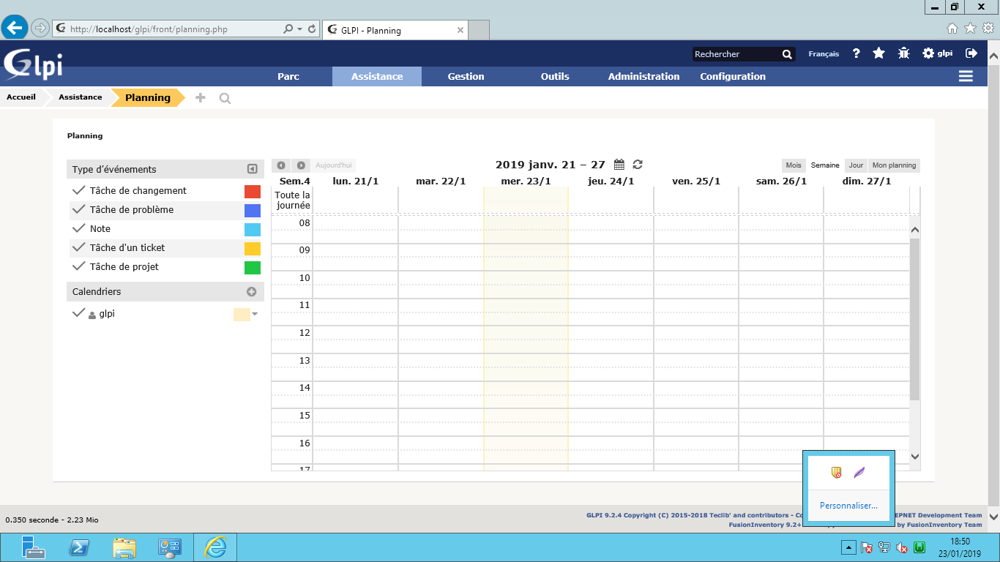 http://localhost/glpi/front/planning.php
GLPI - Planning
Glpi
Rechercher
Français
?
glpi
Parc
Assistance
Gestion
Outils
Administration
Configuration
Accueil
Assistance
Planning
Planning
Type d'événements
Tâche de changement
Tâche de problème
Note
Tâche d'un ticket
Tâche de projet
Calendriers
glpi
Aujourd'hui
2019 janv. 21 – 27
Mois
Semaine
Jour
Mon planning
Sem.4
lun. 21/1
mar. 22/1
mer. 23/1
jeu. 24/1
ven. 25/1
sam. 26/1
dim. 27/1
Toute la
journée
08
09
10
11
12
13
14
15
16
17
Personnaliser...
0.350 seconde - 2.23 Mio
GLPI 9.2.4 Copyright (C) 2015-2018 Teclib' and contributors - EPNET Development Team
FusionInventory 9.2+ by FusionInventory Team
18:50
23/01/2019